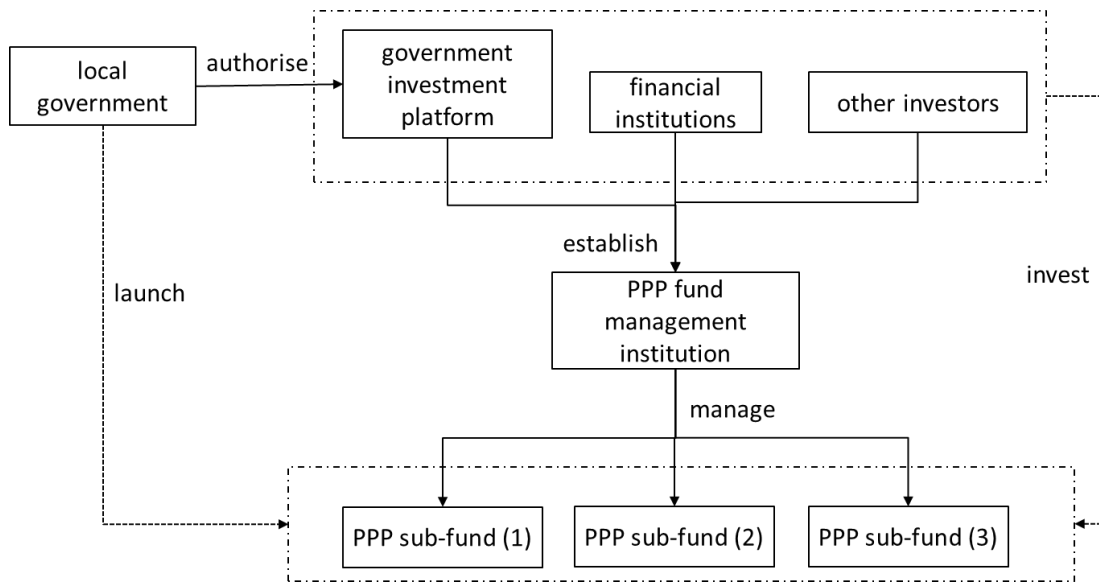 local
government
authorise
government
investment
platform
financial
institutions
other investors
establish
launch
invest
PPP fund
management
institution
manage
PPP sub-fund (1)
PPP sub-fund (2)
PPP sub-fund (3)